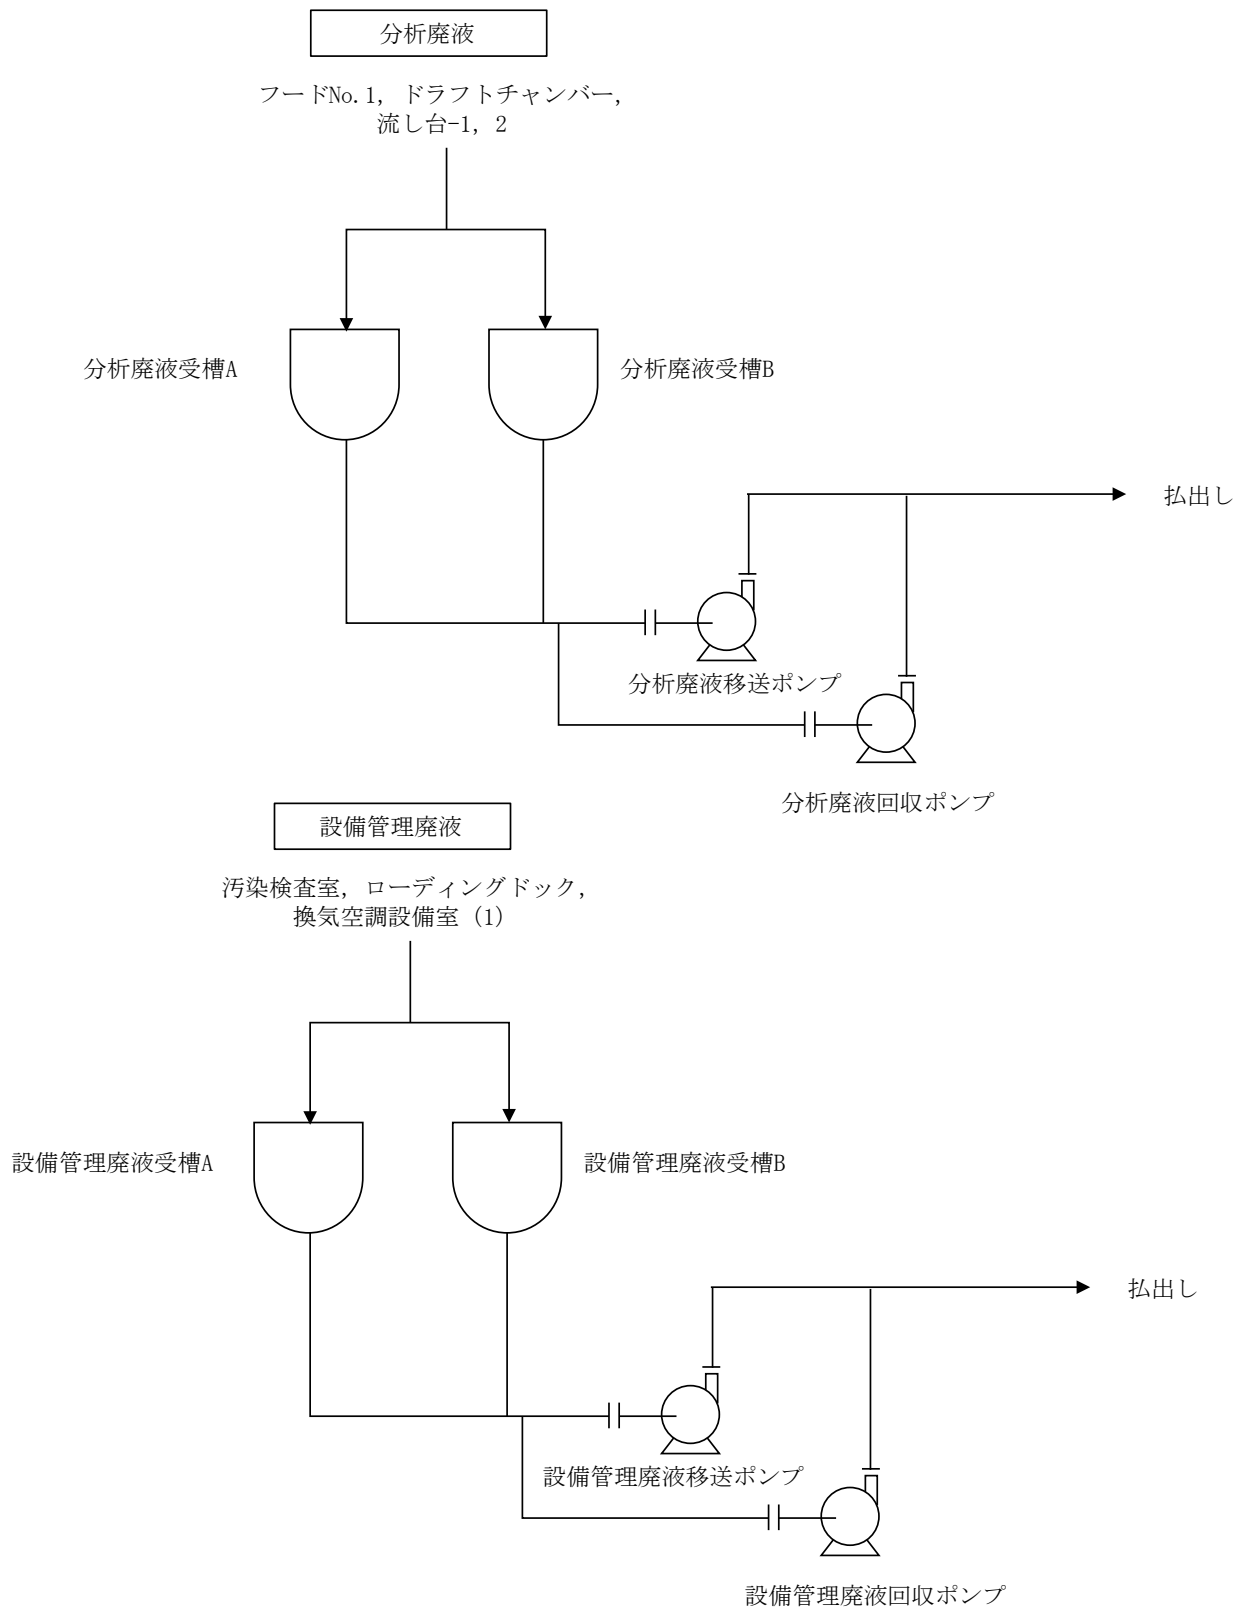 分析廃液
フードNo.1, ドラフトチャンバー,
流し台-1, 2
分析廃液受槽A
分析廃液受槽B
払出し
分析廃液移送ポンプ
分析廃液回収ポンプ
設備管理廃液
汚染検査室, ローディングドック,
換気空調設備室 (1)
設備管理廃液受槽A
設備管理廃液受槽B
払出し
設備管理廃液移送ポンプ
設備管理廃液回収ポンプ